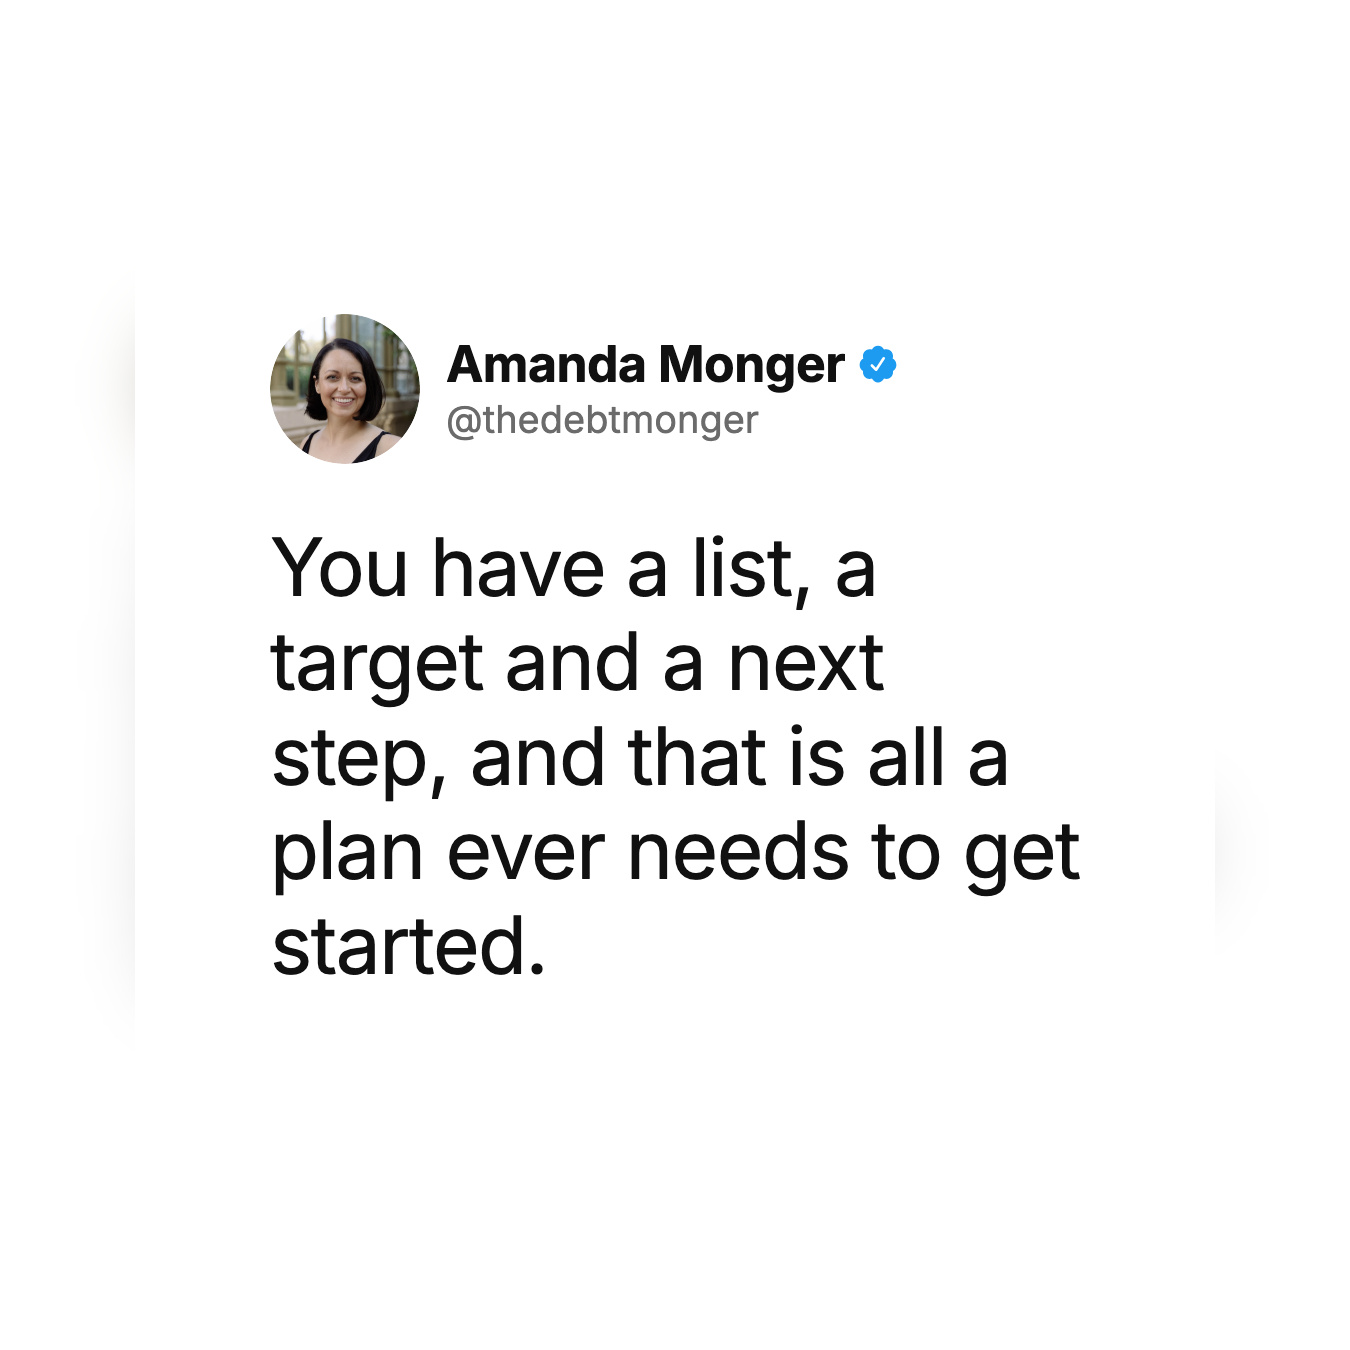 Amanda Monger
@thedebtmonger
You have a list, a
target and a next
step, and that is all a
plan ever needs to get
started.